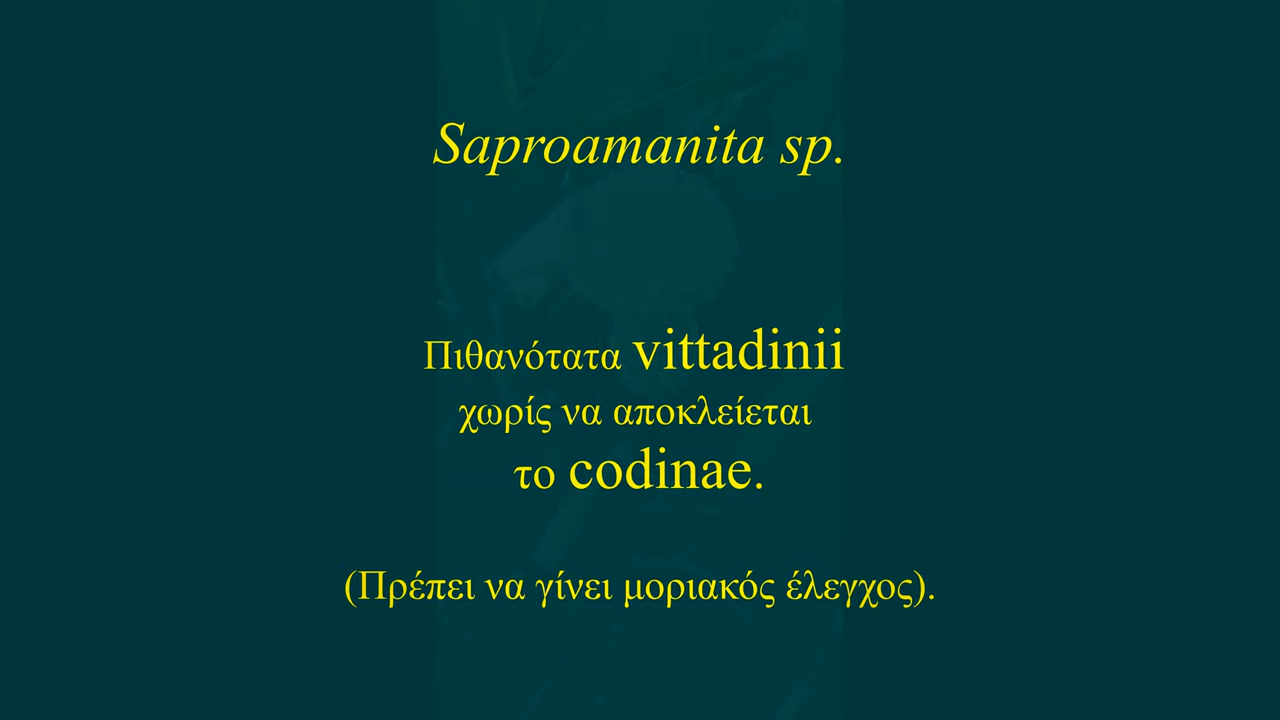 Saproamanita sp.
Πιθανότατα vittadinii
χωρίς να αποκλείεται
το codinae.
(Πρέπει να γίνει μοριακός έλεγχος).